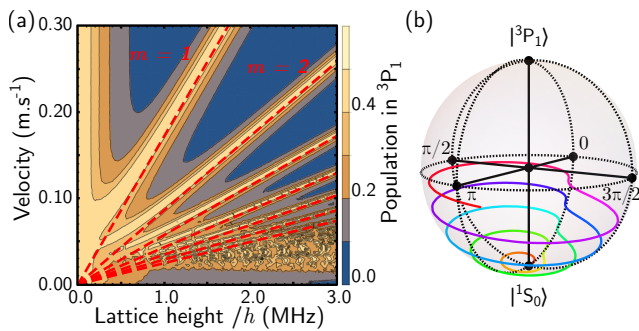 (a)
0.30
0.20
0.10
0.00
Velocity (m.s⁻¹)
m = 1
m = 2
0.0
1.0
2.0
3.0
Lattice height /h (MHz)
0.4
0.2
0.0
Population in ³P₁
(b)
|³P₁⟩
π/2
0
π
3π/2
|¹S₀⟩